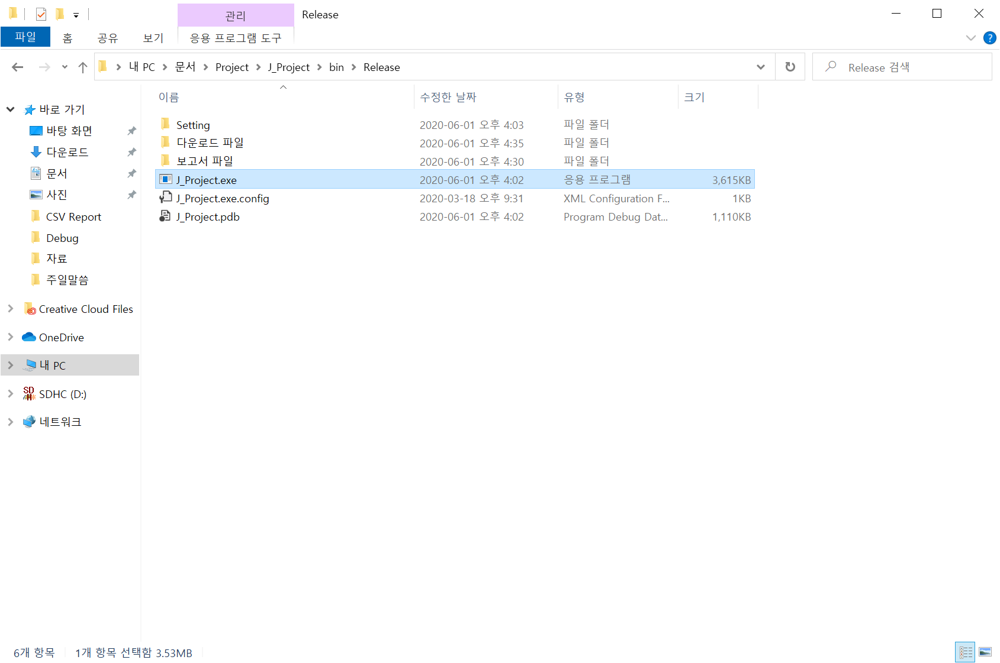 관리
Release
파일
홈
공유
보기
응용 프로그램 도구
?
내 PC
문서
Project
J_Project
bin
Release
Release 검색
이름
수정한 날짜
유형
크기
바로 가기
바탕 화면
다운로드
문서
사진
CSV Report
Debug
자료
주일말씀
Creative Cloud Files
OneDrive
내 PC
SD
SDHC (D:)
네트워크
Setting 2020-06-01 오후 4:03 파일 폴더
다운로드 파일 2020-06-01 오후 4:35 파일 폴더
보고서 파일 2020-06-01 오후 4:30 파일 폴더
J_Project.exe 2020-06-01 오후 4:02 응용 프로그램 3,615KB
J_Project.exe.config 2020-03-18 오후 9:31 XML Configuration F... 1KB
J_Project.pdb 2020-06-01 오후 4:02 Program Debug Dat... 1,110KB
6개 항목
1개 항목 선택함 3.53MB